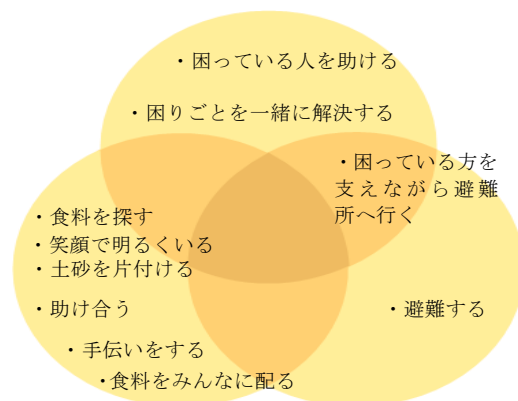 ・困っている人を助ける
・困りごとを一緒に解決する
・困っている方を
支えながら避難
所へ行く
・食料を探す
・笑顔で明るくいる
・土砂を片付ける
・助け合う
・避難する
・手伝いをする
・食料をみんなに配る